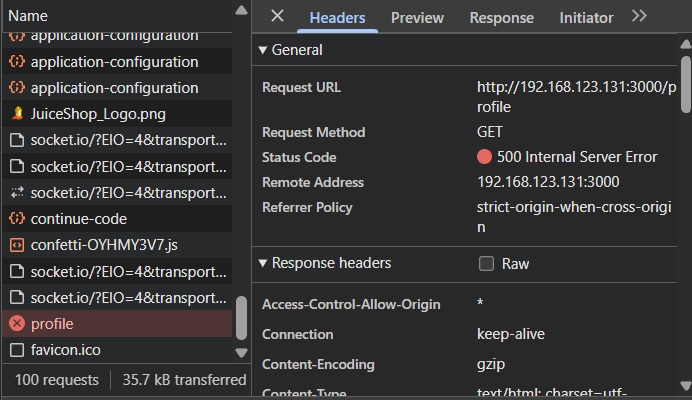 Name
application-configuration
application-configuration
application-configuration
JuiceShop_Logo.png
socket.io/?EIO=4&transport...
socket.io/?EIO=4&transport...
socket.io/?EIO=4&transport...
continue-code
confetti-OYHMY3V7.js
socket.io/?EIO=4&transport...
socket.io/?EIO=4&transport...
profile
favicon.ico
100 requests 35.7 kB transferred
Headers Preview Response Initiator
General
Request URL http://192.168.123.131:3000/p
rofile
Request Method GET
Status Code 500 Internal Server Error
Remote Address 192.168.123.131:3000
Referrer Policy strict-origin-when-cross-origi
n
Response headers Raw
Access-Control-Allow-Origin *
Connection keep-alive
Content-Encoding gzip
Content-Type text/html; charset=utf-